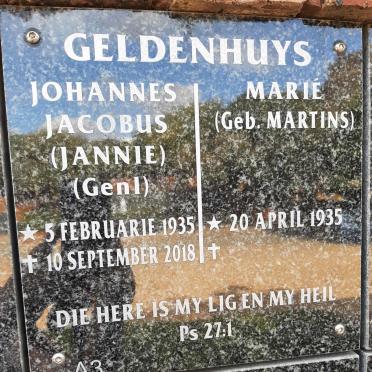 GELDENHUYS
JOHANNES
JACOBUS
(JANNIE)
(Genl)
★ 5 FEBRUARIE 1935
✝ 10 SEPTEMBER 2018
MARIÉ
(Geb. MARTINS)
★ 20 APRIL 1935
✝
DIE HERE IS MY LIG EN MY HEIL
Ps 27:1
A3